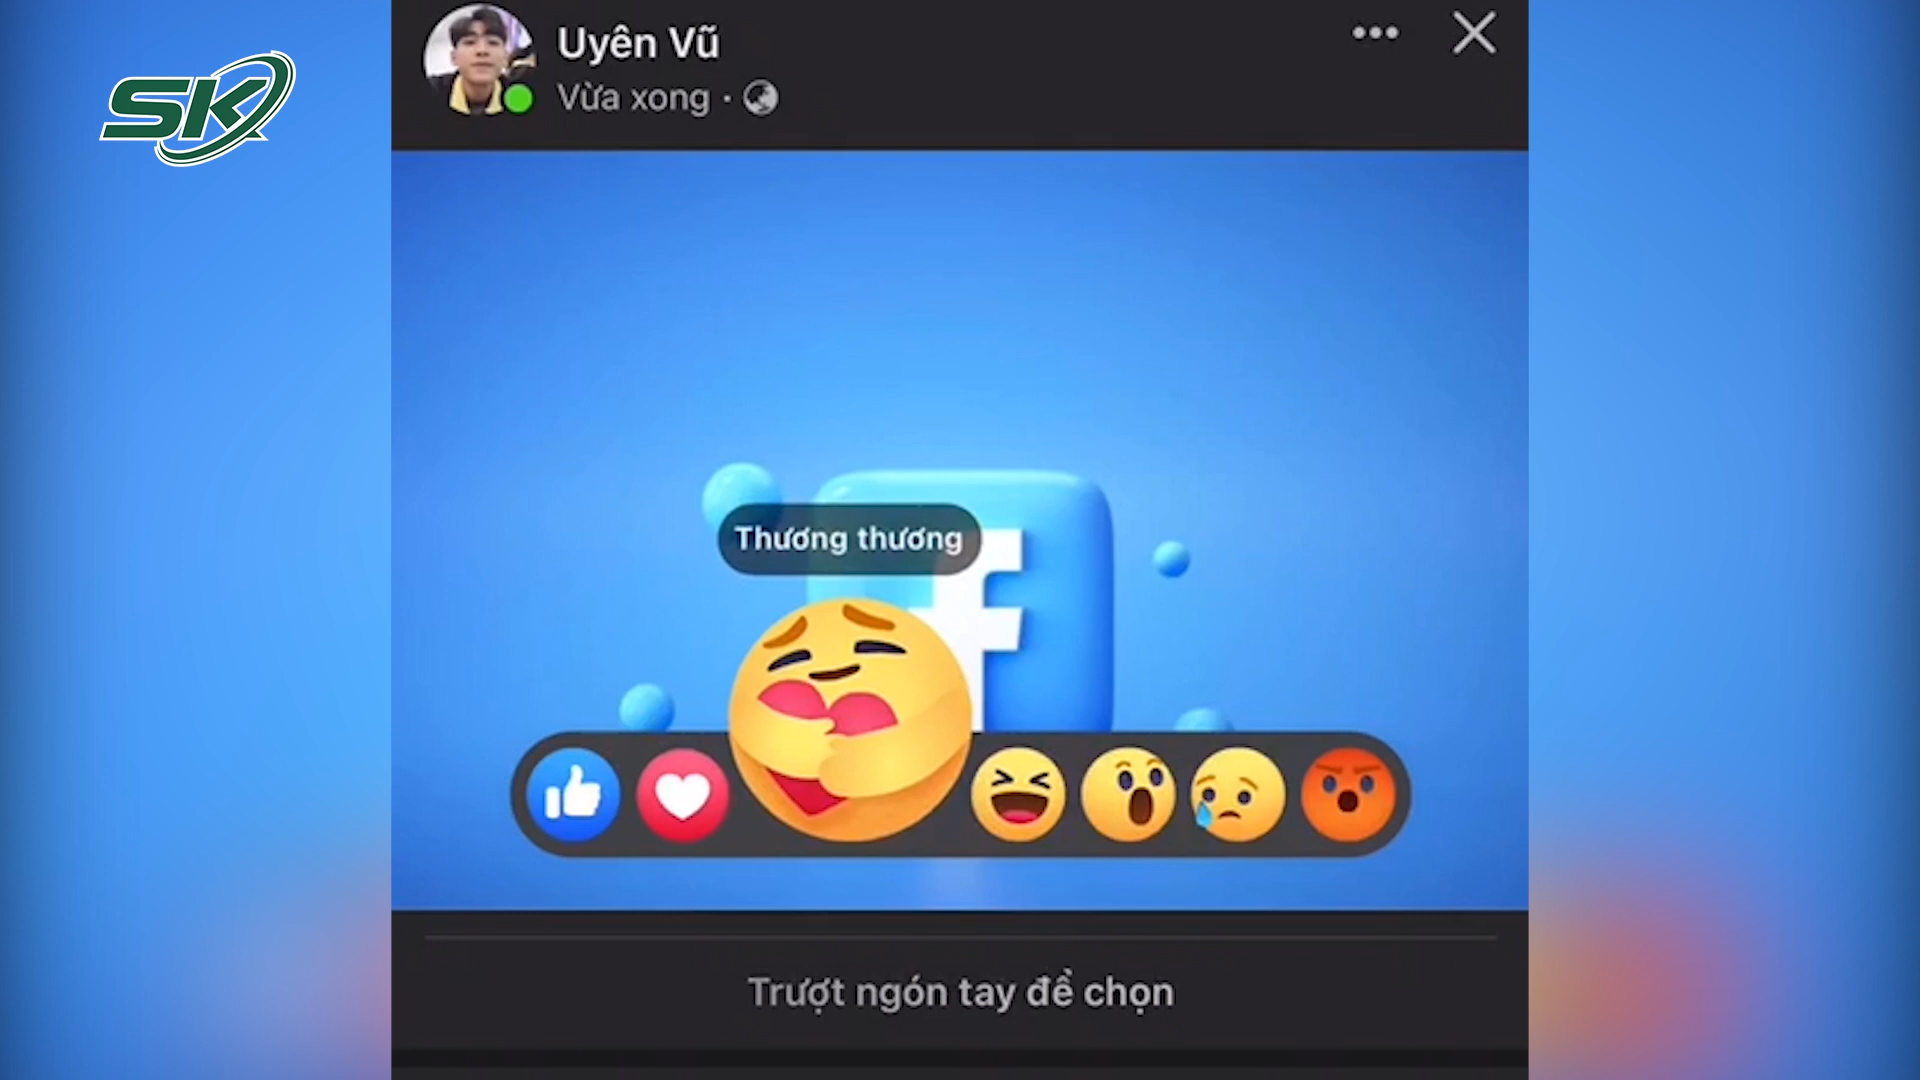 SK
Uyên Vũ
Vừa xong ·
Thương thương
f
Trượt ngón tay để chọn